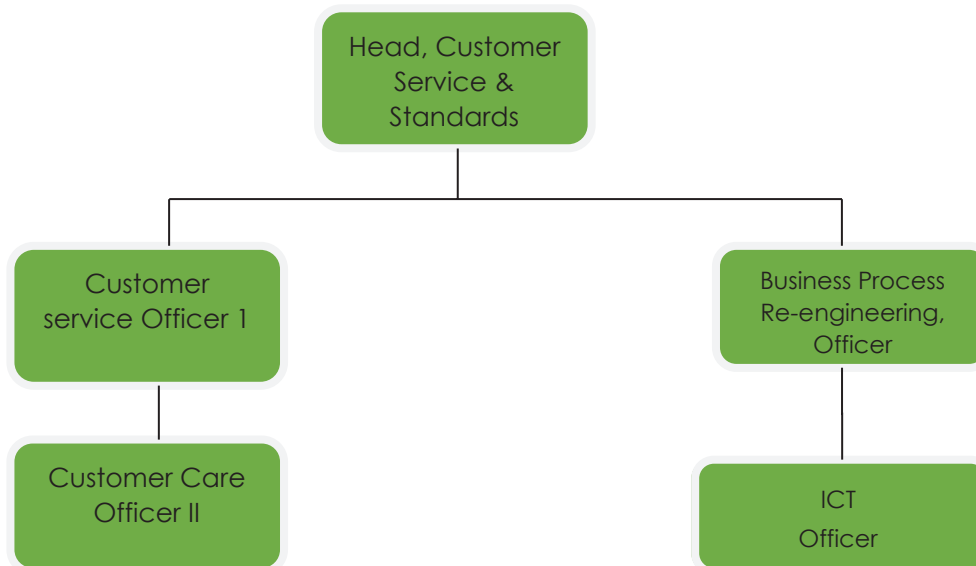 Head, Customer
Service &
Standards
Customer
service Officer 1
Business Process
Re-engineering,
Officer
Customer Care
Officer II
ICT
Officer